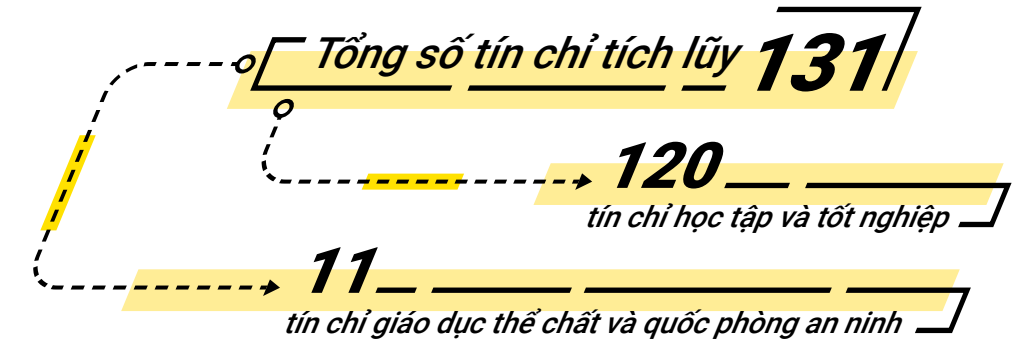 Tổng số tín chỉ tích lũy 131
120
tín chỉ học tập và tốt nghiệp
11
tín chỉ giáo dục thể chất và quốc phòng an ninh